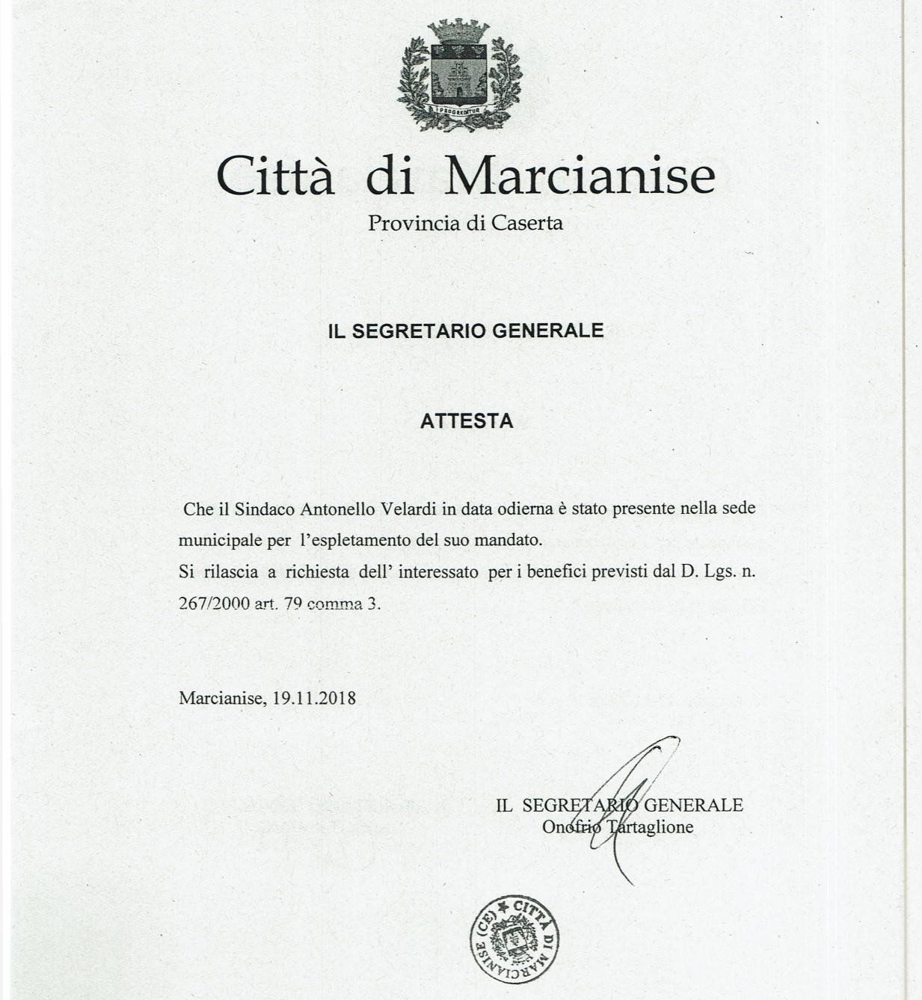 PROGREDITUR
Città di Marcianise
Provincia di Caserta
IL SEGRETARIO GENERALE
ATTESTA
Che il Sindaco Antonello Velardi in data odierna è stato presente nella sede
municipale per l'espletamento del suo mandato.
Si rilascia a richiesta dell' interessato per i benefici previsti dal D. Lgs. n.
267/2000 art. 79 comma 3.
Marcianise, 19.11.2018
IL SEGRETARIO GENERALE
Onofrio Tartaglione
CITTÀ DI MARCIANISE (CE)